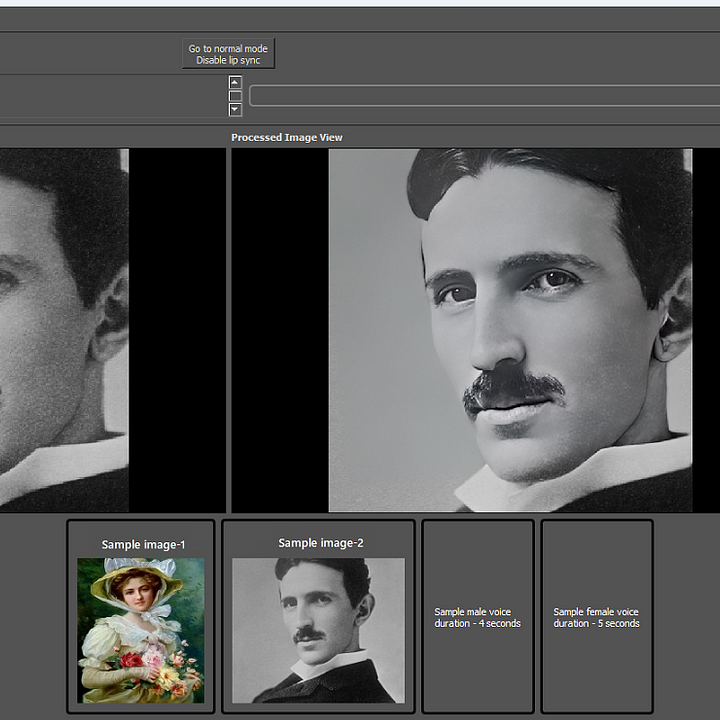 Go to normal mode
Disable lip sync
Processed Image View
Sample image-1
Sample image-2
Sample male voice
duration - 4 seconds
Sample female voice
duration - 5 seconds